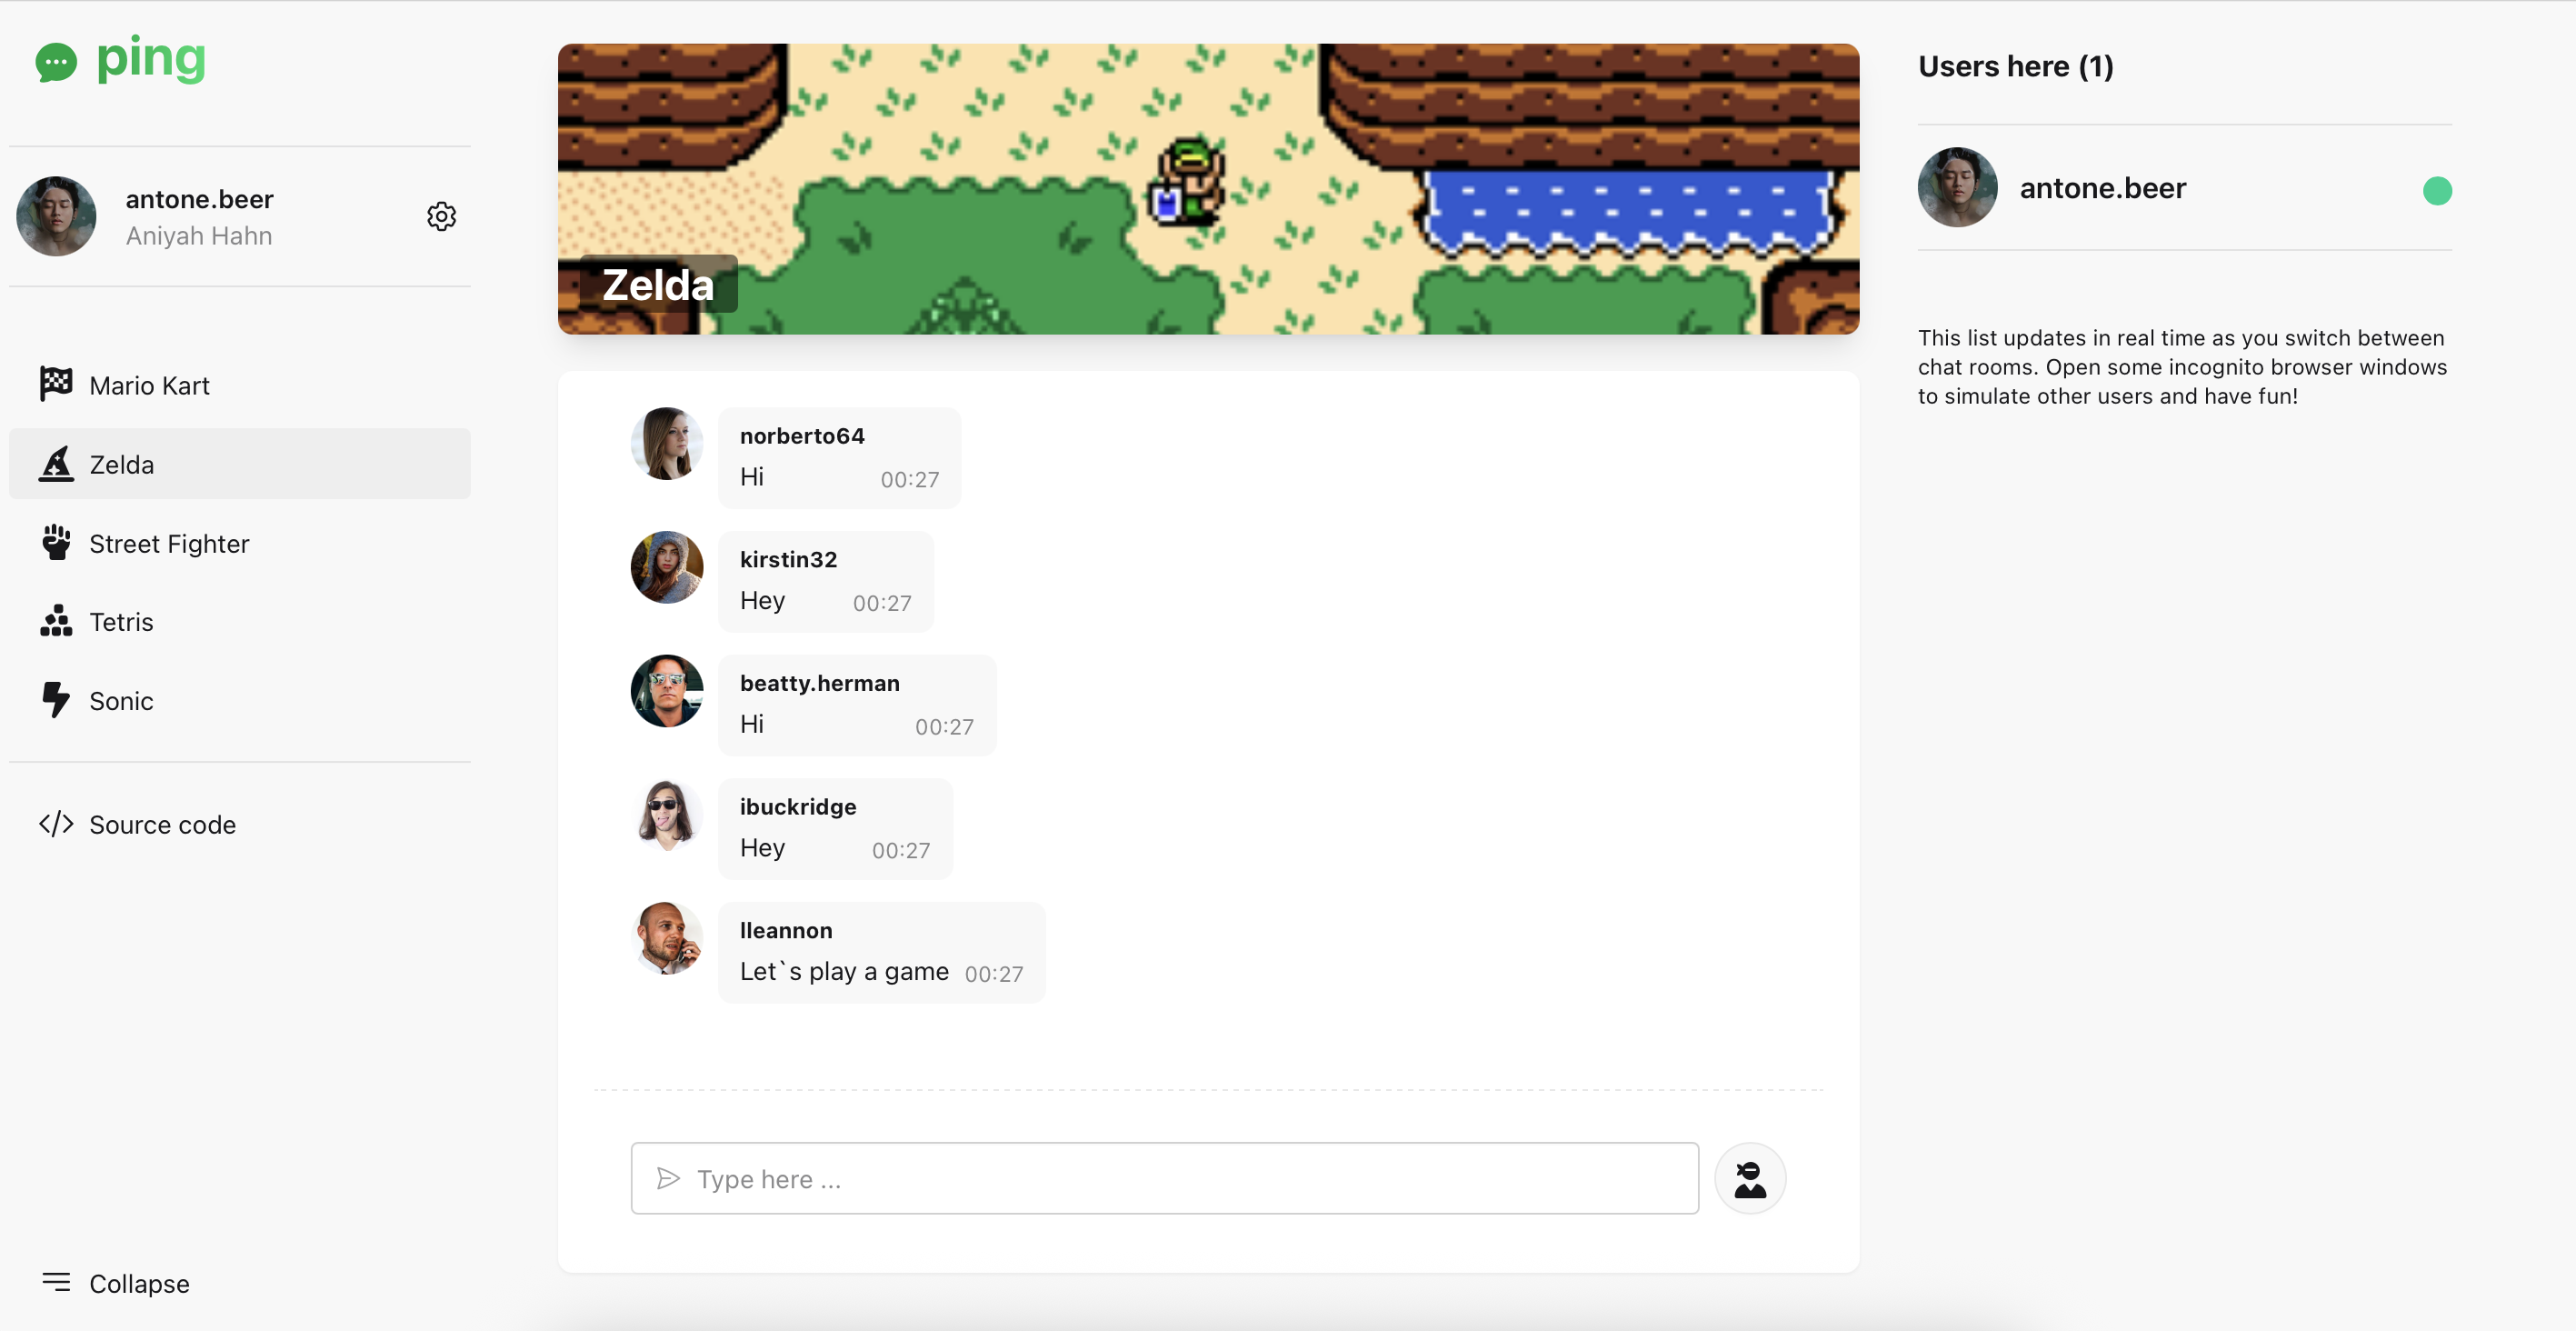 ping
antone.beer
Aniyah Hahn
Mario Kart
Zelda
Street Fighter
Tetris
Sonic
Source code
Collapse
Zelda
norberto64
Hi 00:27
kirstin32
Hey 00:27
beatty.herman
Hi 00:27
ibuckridge
Hey 00:27
lleannon
Let`s play a game 00:27
Type here ...
Users here (1)
antone.beer
This list updates in real time as you switch between
chat rooms. Open some incognito browser windows
to simulate other users and have fun!